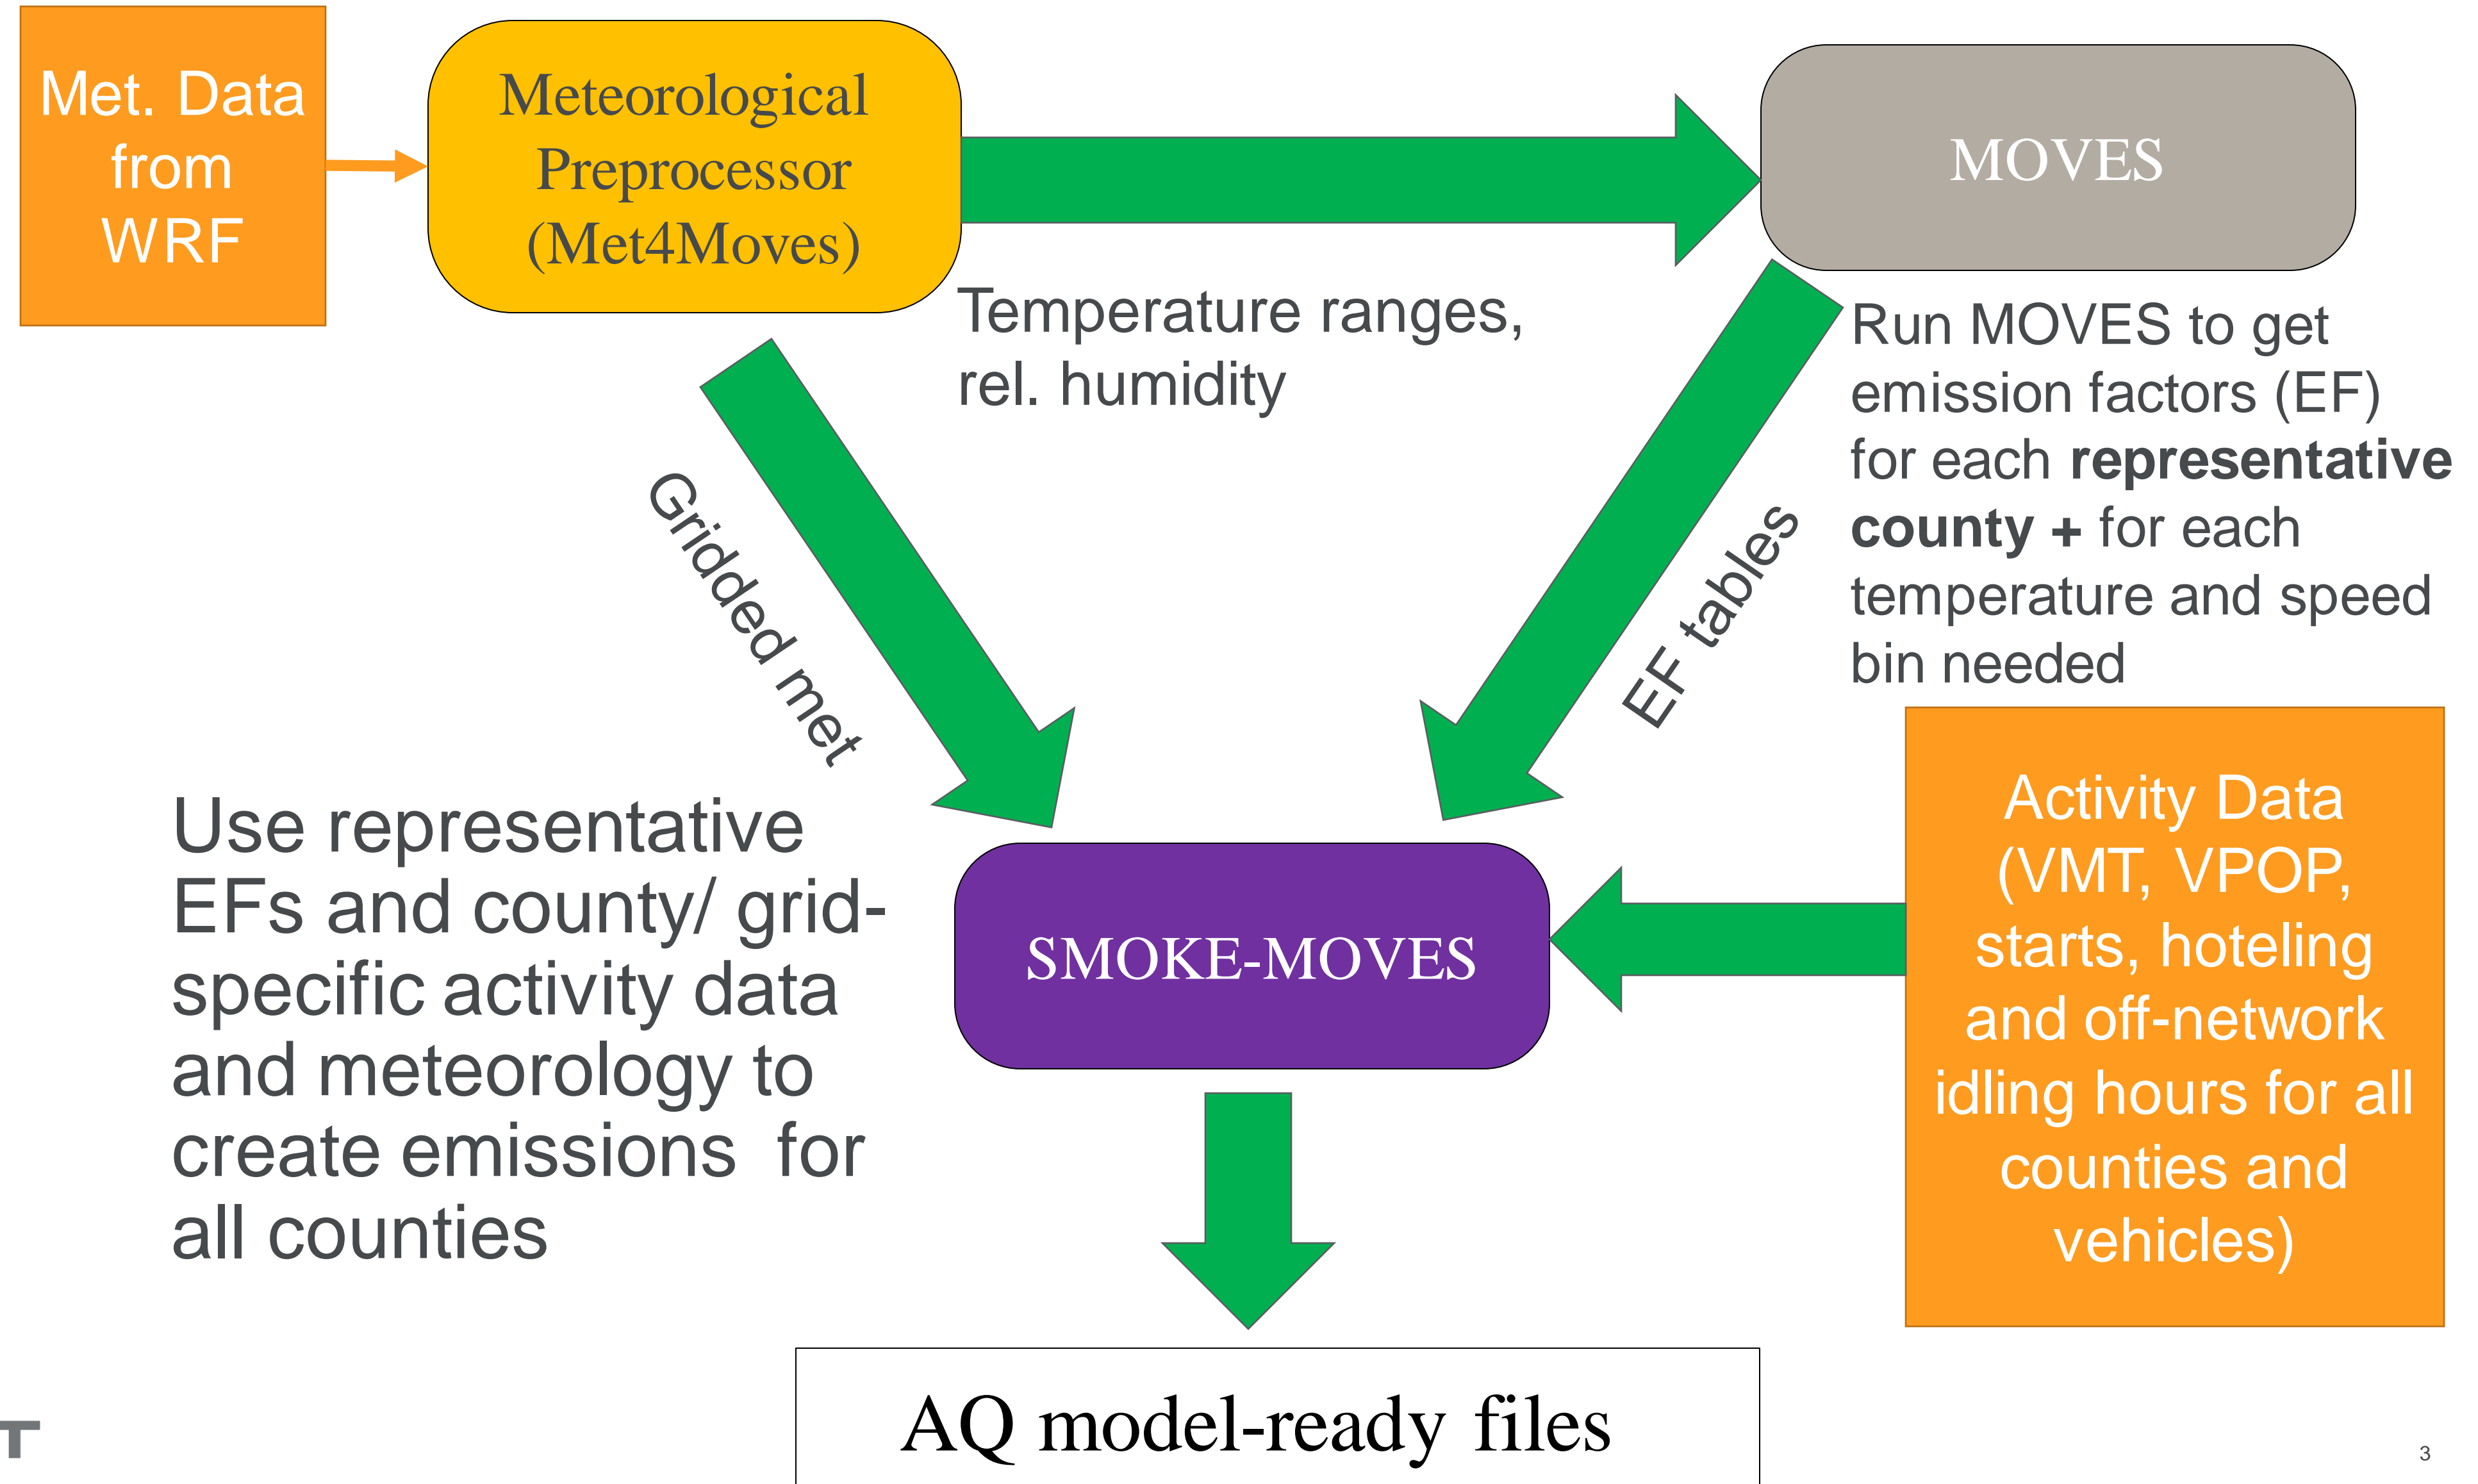 Met. Data
from
WRF
Meteorological
Preprocessor
(Met4Moves)
MOVES
Temperature ranges,
rel. humidity
Run MOVES to get
emission factors (EF)
for each representative
county + for each
temperature and speed
bin needed
Gridded met
EF tables
Use representative
EFs and county/ grid-
specific activity data
and meteorology to
create emissions  for
all counties
SMOKE-MOVES
Activity Data
(VMT, VPOP,
starts, hoteling
and off-network
idling hours for all
counties and
vehicles)
AQ model-ready files
T
3